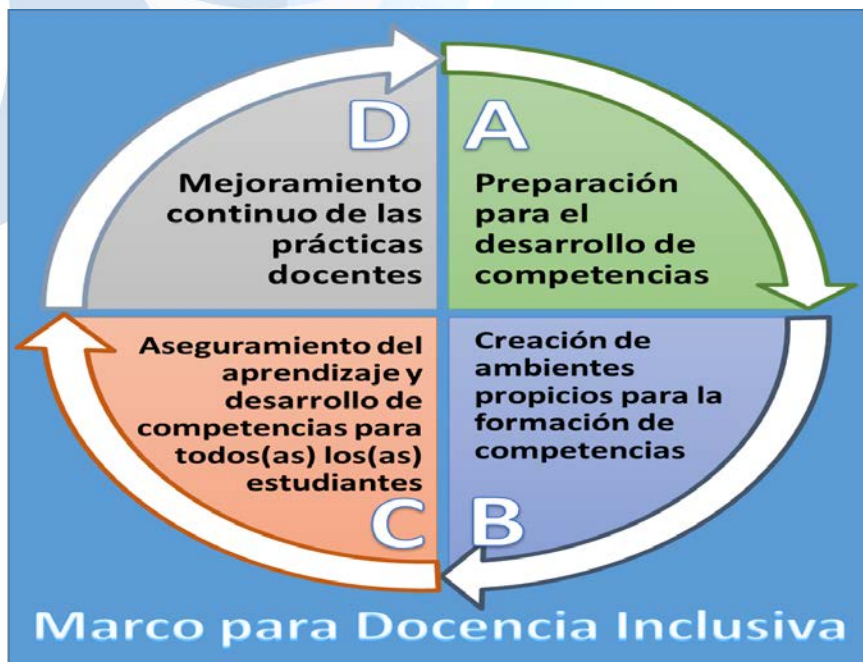 D
Mejoramiento
continuo de las
prácticas
docentes
A
Preparación
para el
desarrollo de
competencias
Aseguramiento del
aprendizaje y
desarrollo de
competencias para
todos(as) los(as)
estudiantes
C
Creación de
ambientes
propicios para la
formación de
competencias
B
Marco para Docencia Inclusiva